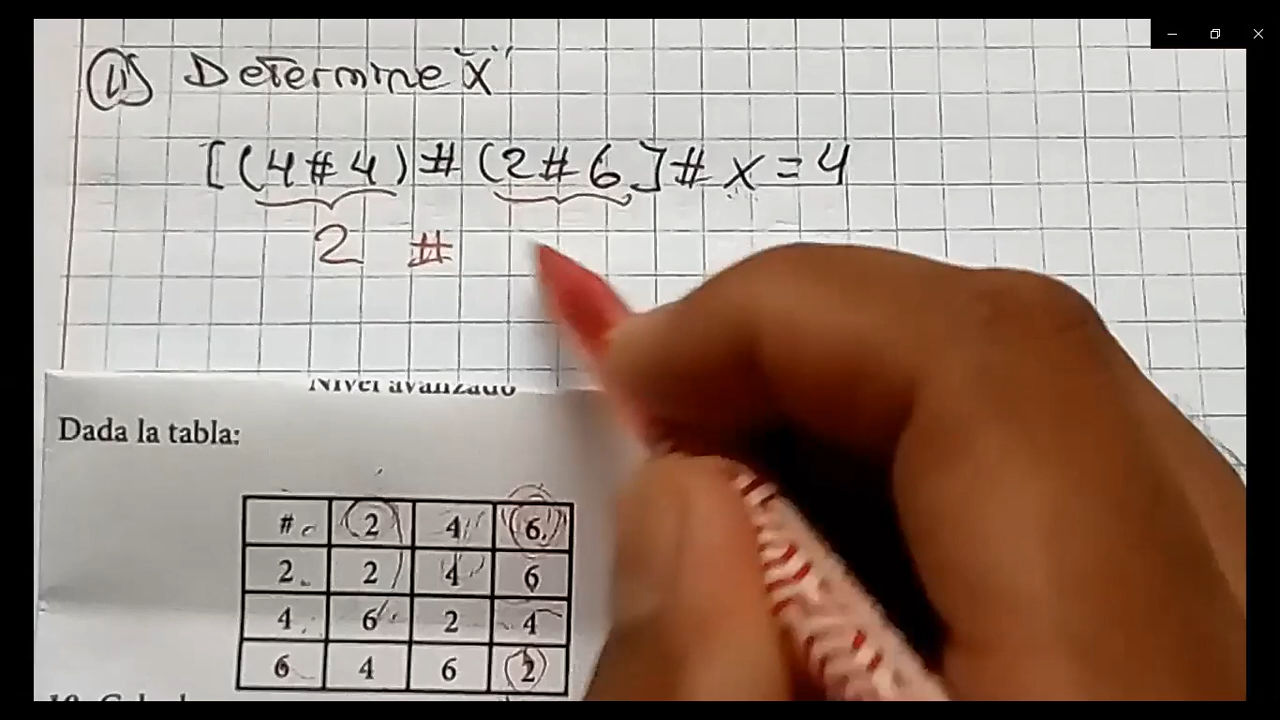 11) Determine "x"
[(4#4)#(2#6]#x=4
2 #
Nivel avanzado
Dada la tabla:
# 2 4 6
2 2 4 6
4 6 2 4
6 4 6 2